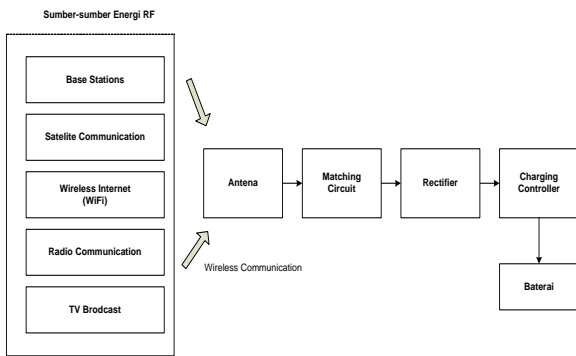 Sumber-sumber Energi RF
Base Stations
Satelite Communication
Wireless Internet
(WiFi)
Radio Communication
TV Brodcast
Antena
Matching
Circuit
Rectifier
Charging
Controller
Wireless Communication
Baterai